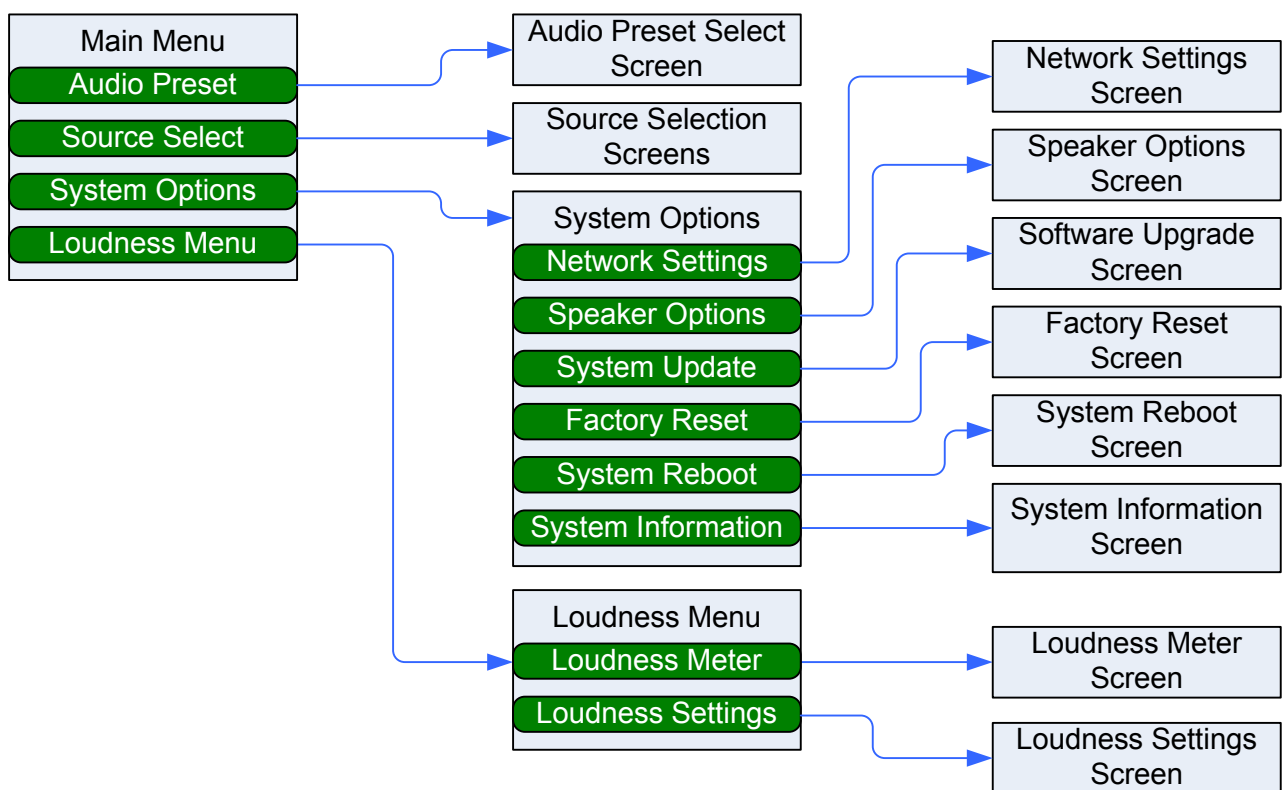 Main Menu
Audio Preset
Source Select
System Options
Loudness Menu
Audio Preset Select
Screen
Source Selection
Screens
System Options
Network Settings
Speaker Options
System Update
Factory Reset
System Reboot
System Information
Loudness Menu
Loudness Meter
Loudness Settings
Network Settings
Screen
Speaker Options
Screen
Software Upgrade
Screen
Factory Reset
Screen
System Reboot
Screen
System Information
Screen
Loudness Meter
Screen
Loudness Settings
Screen